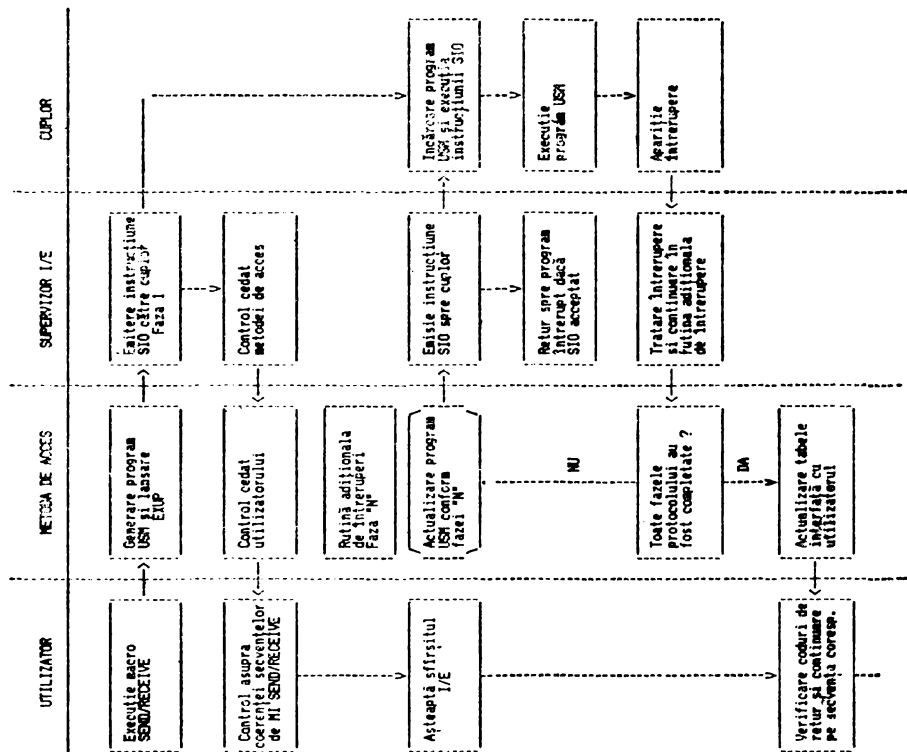 UTILIZATOR
METODA DE ACCES
SUPERVIZOR I/E
CUPLOR
Execuție macro
SEND/RECEIVE
Generare program
USM și lansare
EXUP
Emitere instrucțiune
SIO către cuplor
Faza 1
Control asupra
coerenței secvențelor
de MI SEND/RECEIVE
Control cedat
utilizatorului
Control cedat
metodei de acces
Rutină adițională
de întreruperi
Faza "N"
Așteaptă sfîrșitul
I/E
Actualizare program
USM conform
fazei "N"
Emisie instrucțiune
SIO spre cuplor
Incărcare program
USM și execuția
instrucțiunii SIO
Retur spre program
întrerupt dacă
SIO acceptat
Execuție
program USM
NU
Toate fazele
protocolului au
fost completate ?
Tratare întrerupere
si continuare în
rutina adițională
de întrerupere
Apariție
întrerupere
DA
Verificare coduri de
retur și continuare
pe secvența coresp.
Actualizare tabele
interfață cu
utilizatorul